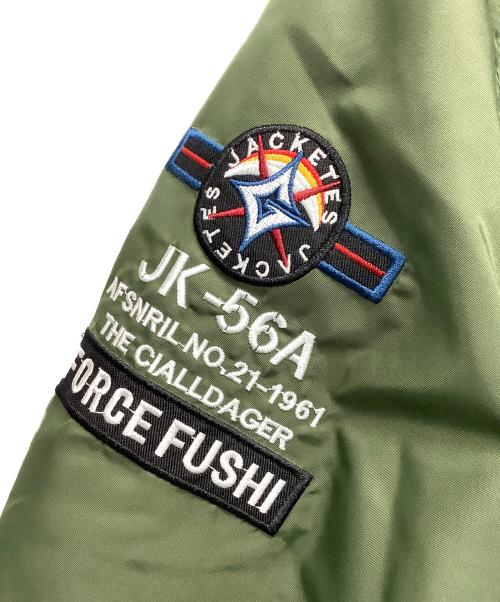 JACKETES
JACKETES
JK-56A
AFSNRIL.NO.21-1961
THE CIALLDAGER
FORCE FUSHI